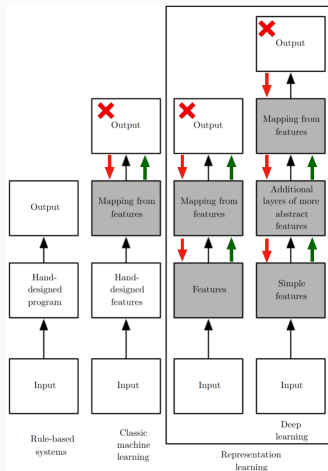 Output
Output
Output
Mapping from
features
Output
Mapping from
features
Mapping from
features
Additional
layers of more
abstract
features
Hand-
designed
program
Hand-
designed
features
Features
Simple
features
Input
Input
Input
Input
Rule-based
systems
Classic
machine
learning
Deep
learning
Representation
learning